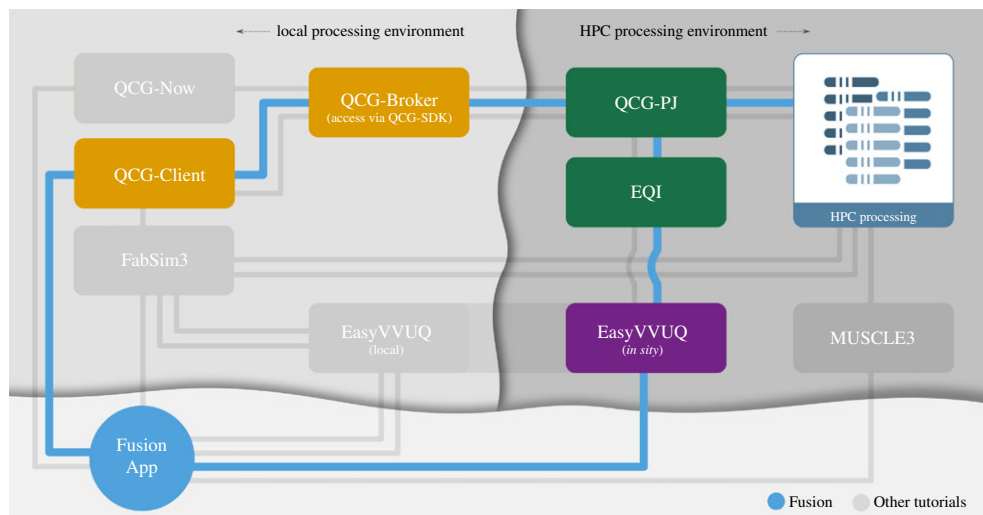 local processing environment
HPC processing environment
QCG-Now
QCG-Broker
(access via QCG-SDK)
QCG-PJ
QCG-Client
EQI
HPC processing
FabSim3
EasyVVUQ
(local)
EasyVVUQ
(in sity)
MUSCLE3
Fusion
App
Fusion
Other tutorials